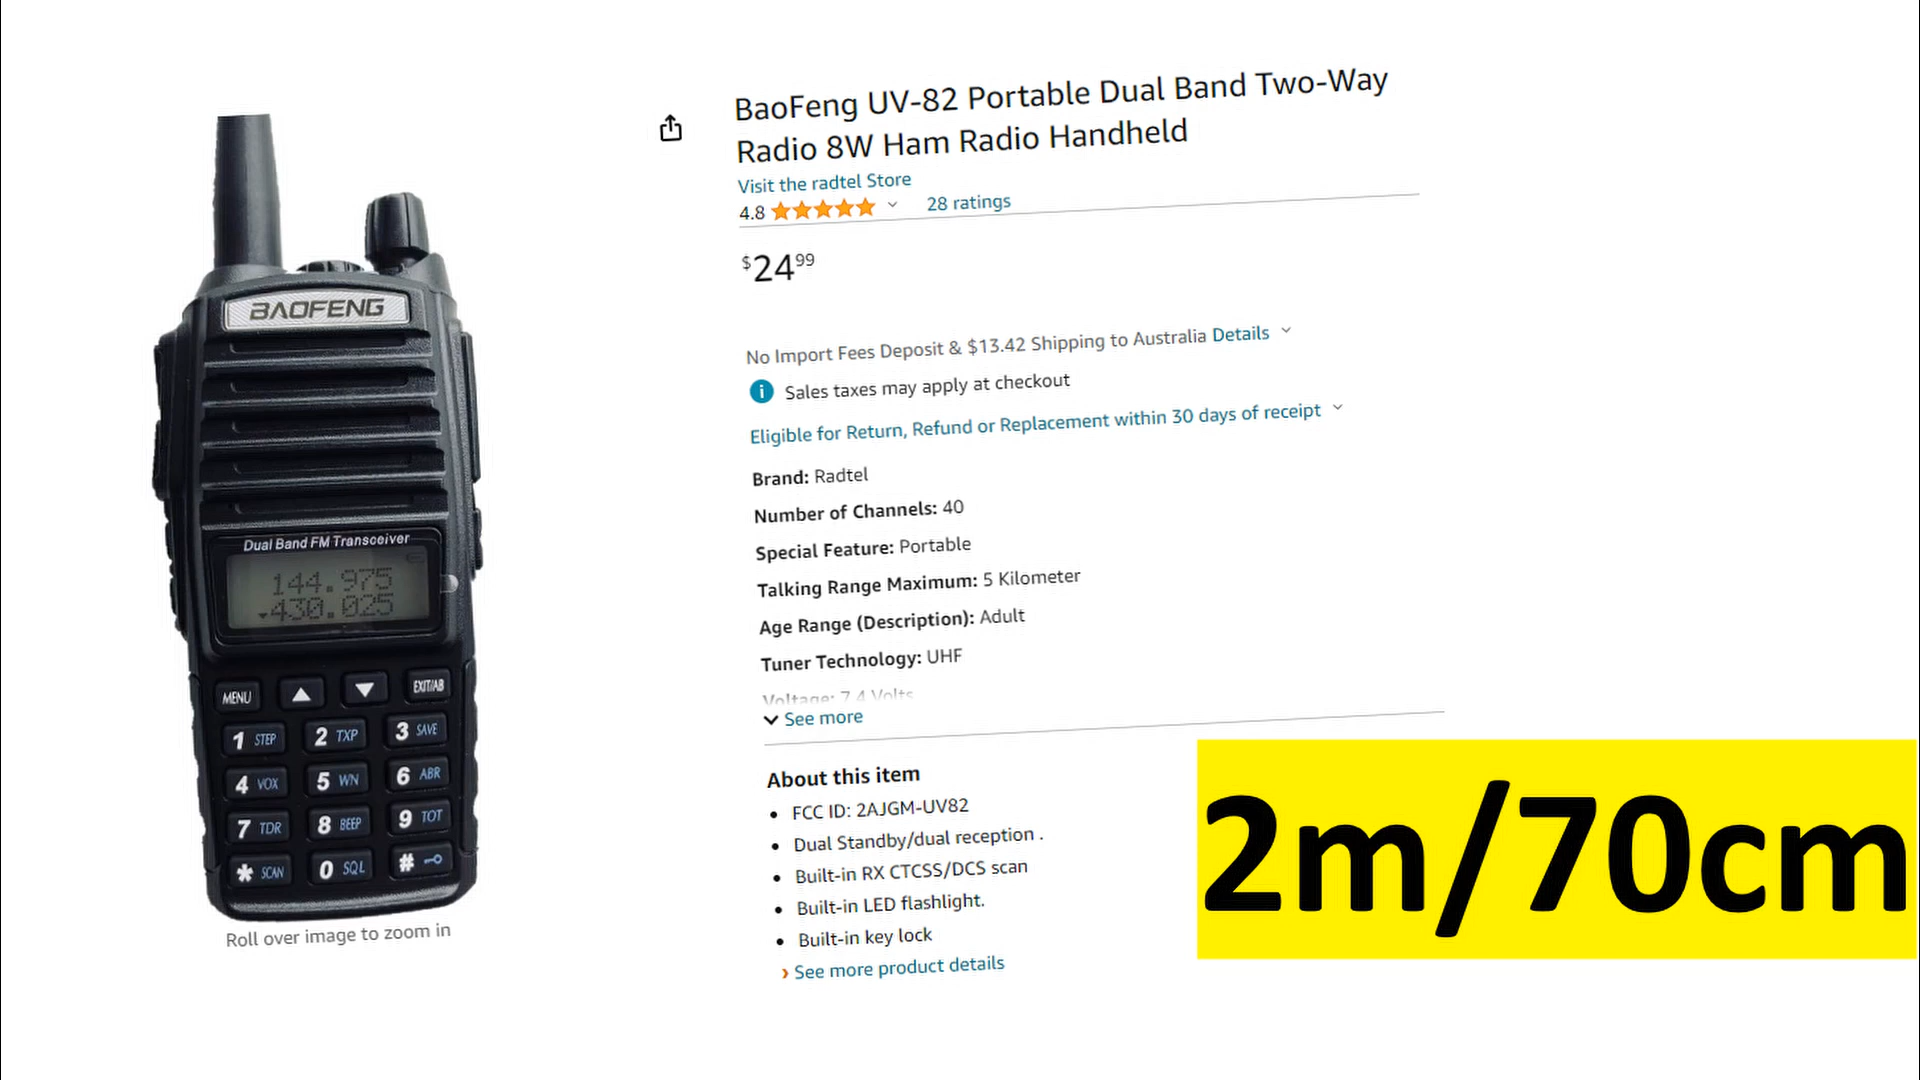 BAOFENG
Dual Band FM Transceiver
144.975
430.025
MENU ▲ ▼ EXIT/AB
1 STEP 2 TXP 3 SAVE
4 VOX 5 WN 6 ABR
7 TDR 8 BEEP 9 TOT
* SCAN 0 SQL #
Roll over image to zoom in
BaoFeng UV-82 Portable Dual Band Two-Way
Radio 8W Ham Radio Handheld
Visit the radtel Store
4.8 28 ratings
$24 99
No Import Fees Deposit & $13.42 Shipping to Australia Details
i Sales taxes may apply at checkout
Eligible for Return, Refund or Replacement within 30 days of receipt
Brand: Radtel
Number of Channels: 40
Special Feature: Portable
Talking Range Maximum: 5 Kilometer
Age Range (Description): Adult
Tuner Technology: UHF
Voltage: 7.4 Volts
See more
About this item
• FCC ID: 2AJGM-UV82
• Dual Standby/dual reception .
• Built-in RX CTCSS/DCS scan
• Built-in LED flashlight.
• Built-in key lock
› See more product details
2m/70cm